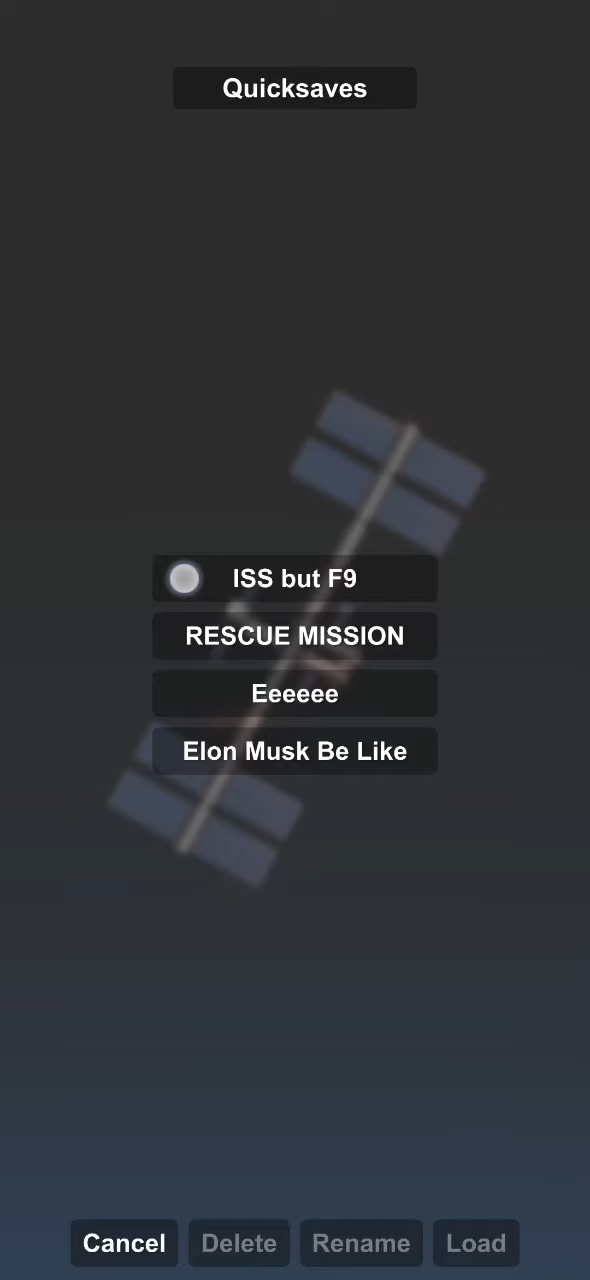 Quicksaves
ISS but F9
RESCUE MISSION
Eeeeee
Elon Musk Be Like
Cancel Delete Rename Load